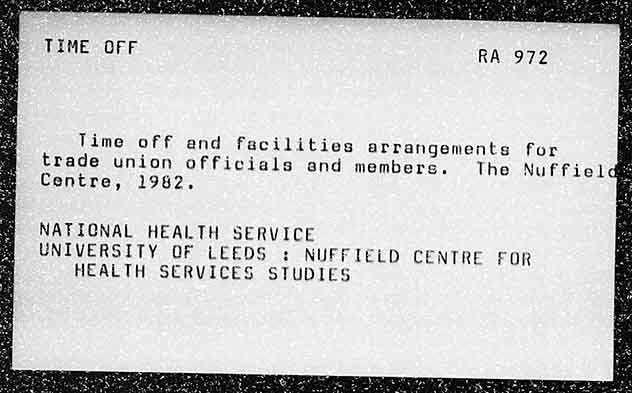 TIME OFF
RA 972
Time off and facilities arrangements for
trade union officials and members. The Nuffield
Centre, 1982.
NATIONAL HEALTH SERVICE
UNIVERSITY OF LEEDS : NUFFIELD CENTRE FOR
HEALTH SERVICES STUDIES